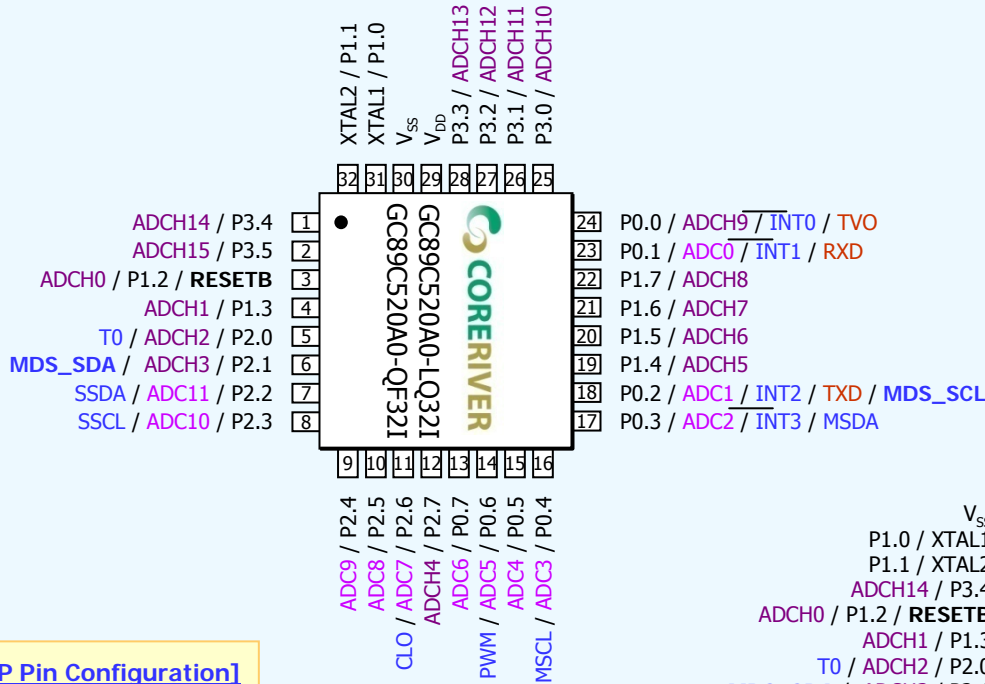 XTAL2 / P1.1
XTAL1 / P1.0
VSS
VDD
P3.3 / ADCH13
P3.2 / ADCH12
P3.1 / ADCH11
P3.0 / ADCH10
32 31 30 29 28 27 26 25
ADCH14 / P3.4 1
ADCH15 / P3.5 2
ADCH0 / P1.2 / RESETB 3
ADCH1 / P1.3 4
T0 / ADCH2 / P2.0 5
MDS_SDA / ADCH3 / P2.1 6
SSDA / ADC11 / P2.2 7
SSCL / ADC10 / P2.3 8
GC89C520A0-LQ32I
GC89C520A0-QF32I
CORERIVER
24 P0.0 / ADCH9 / INT0 / TVO
23 P0.1 / ADC0 / INT1 / RXD
22 P1.7 / ADCH8
21 P1.6 / ADCH7
20 P1.5 / ADCH6
19 P1.4 / ADCH5
18 P0.2 / ADC1 / INT2 / TXD / MDS_SCL
17 P0.3 / ADC2 / INT3 / MSDA
9 10 11 12 13 14 15 16
ADC9 / P2.4
ADC8 / P2.5
CLO / ADC7 / P2.6
ADCH4 / P2.7
ADC6 / P0.7
PWM / ADC5 / P0.6
ADC4 / P0.5
MSCL / ADC3 / P0.4
VS
P1.0 / XTAL1
P1.1 / XTAL2
ADCH14 / P3.4
ADCH0 / P1.2 / RESETB
ADCH1 / P1.3
T0 / ADCH2 / P2.0
P Pin Configuration]